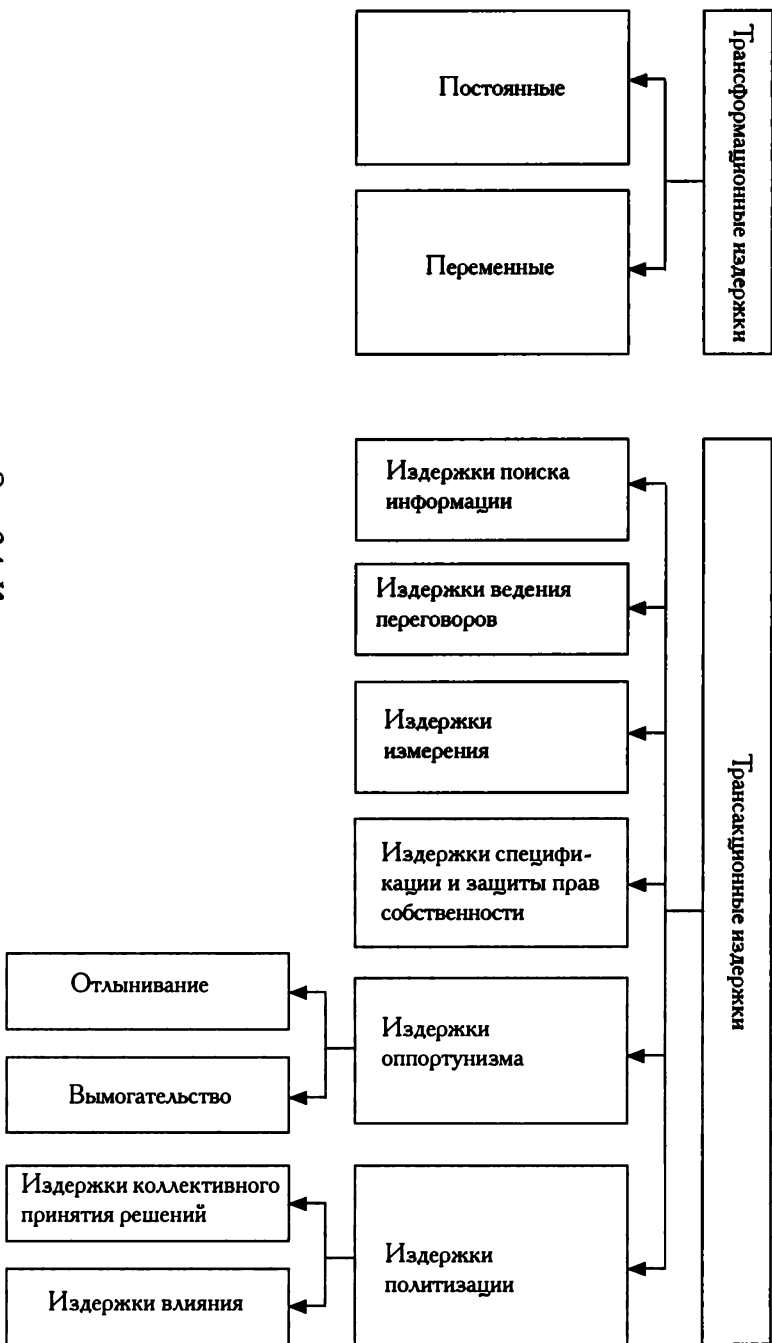 Трансформационные издержки
Постоянные
Переменные
Трансакционные издержки
Издержки поиска
информации
Издержки ведения
переговоров
Издержки
измерения
Издержки специфи-
кации и защиты прав
собственности
Издержки
оппортунизма
Отлынивание
Вымогательство
Издержки
политизации
Издержки коллективного
принятия решений
Издержки влияния